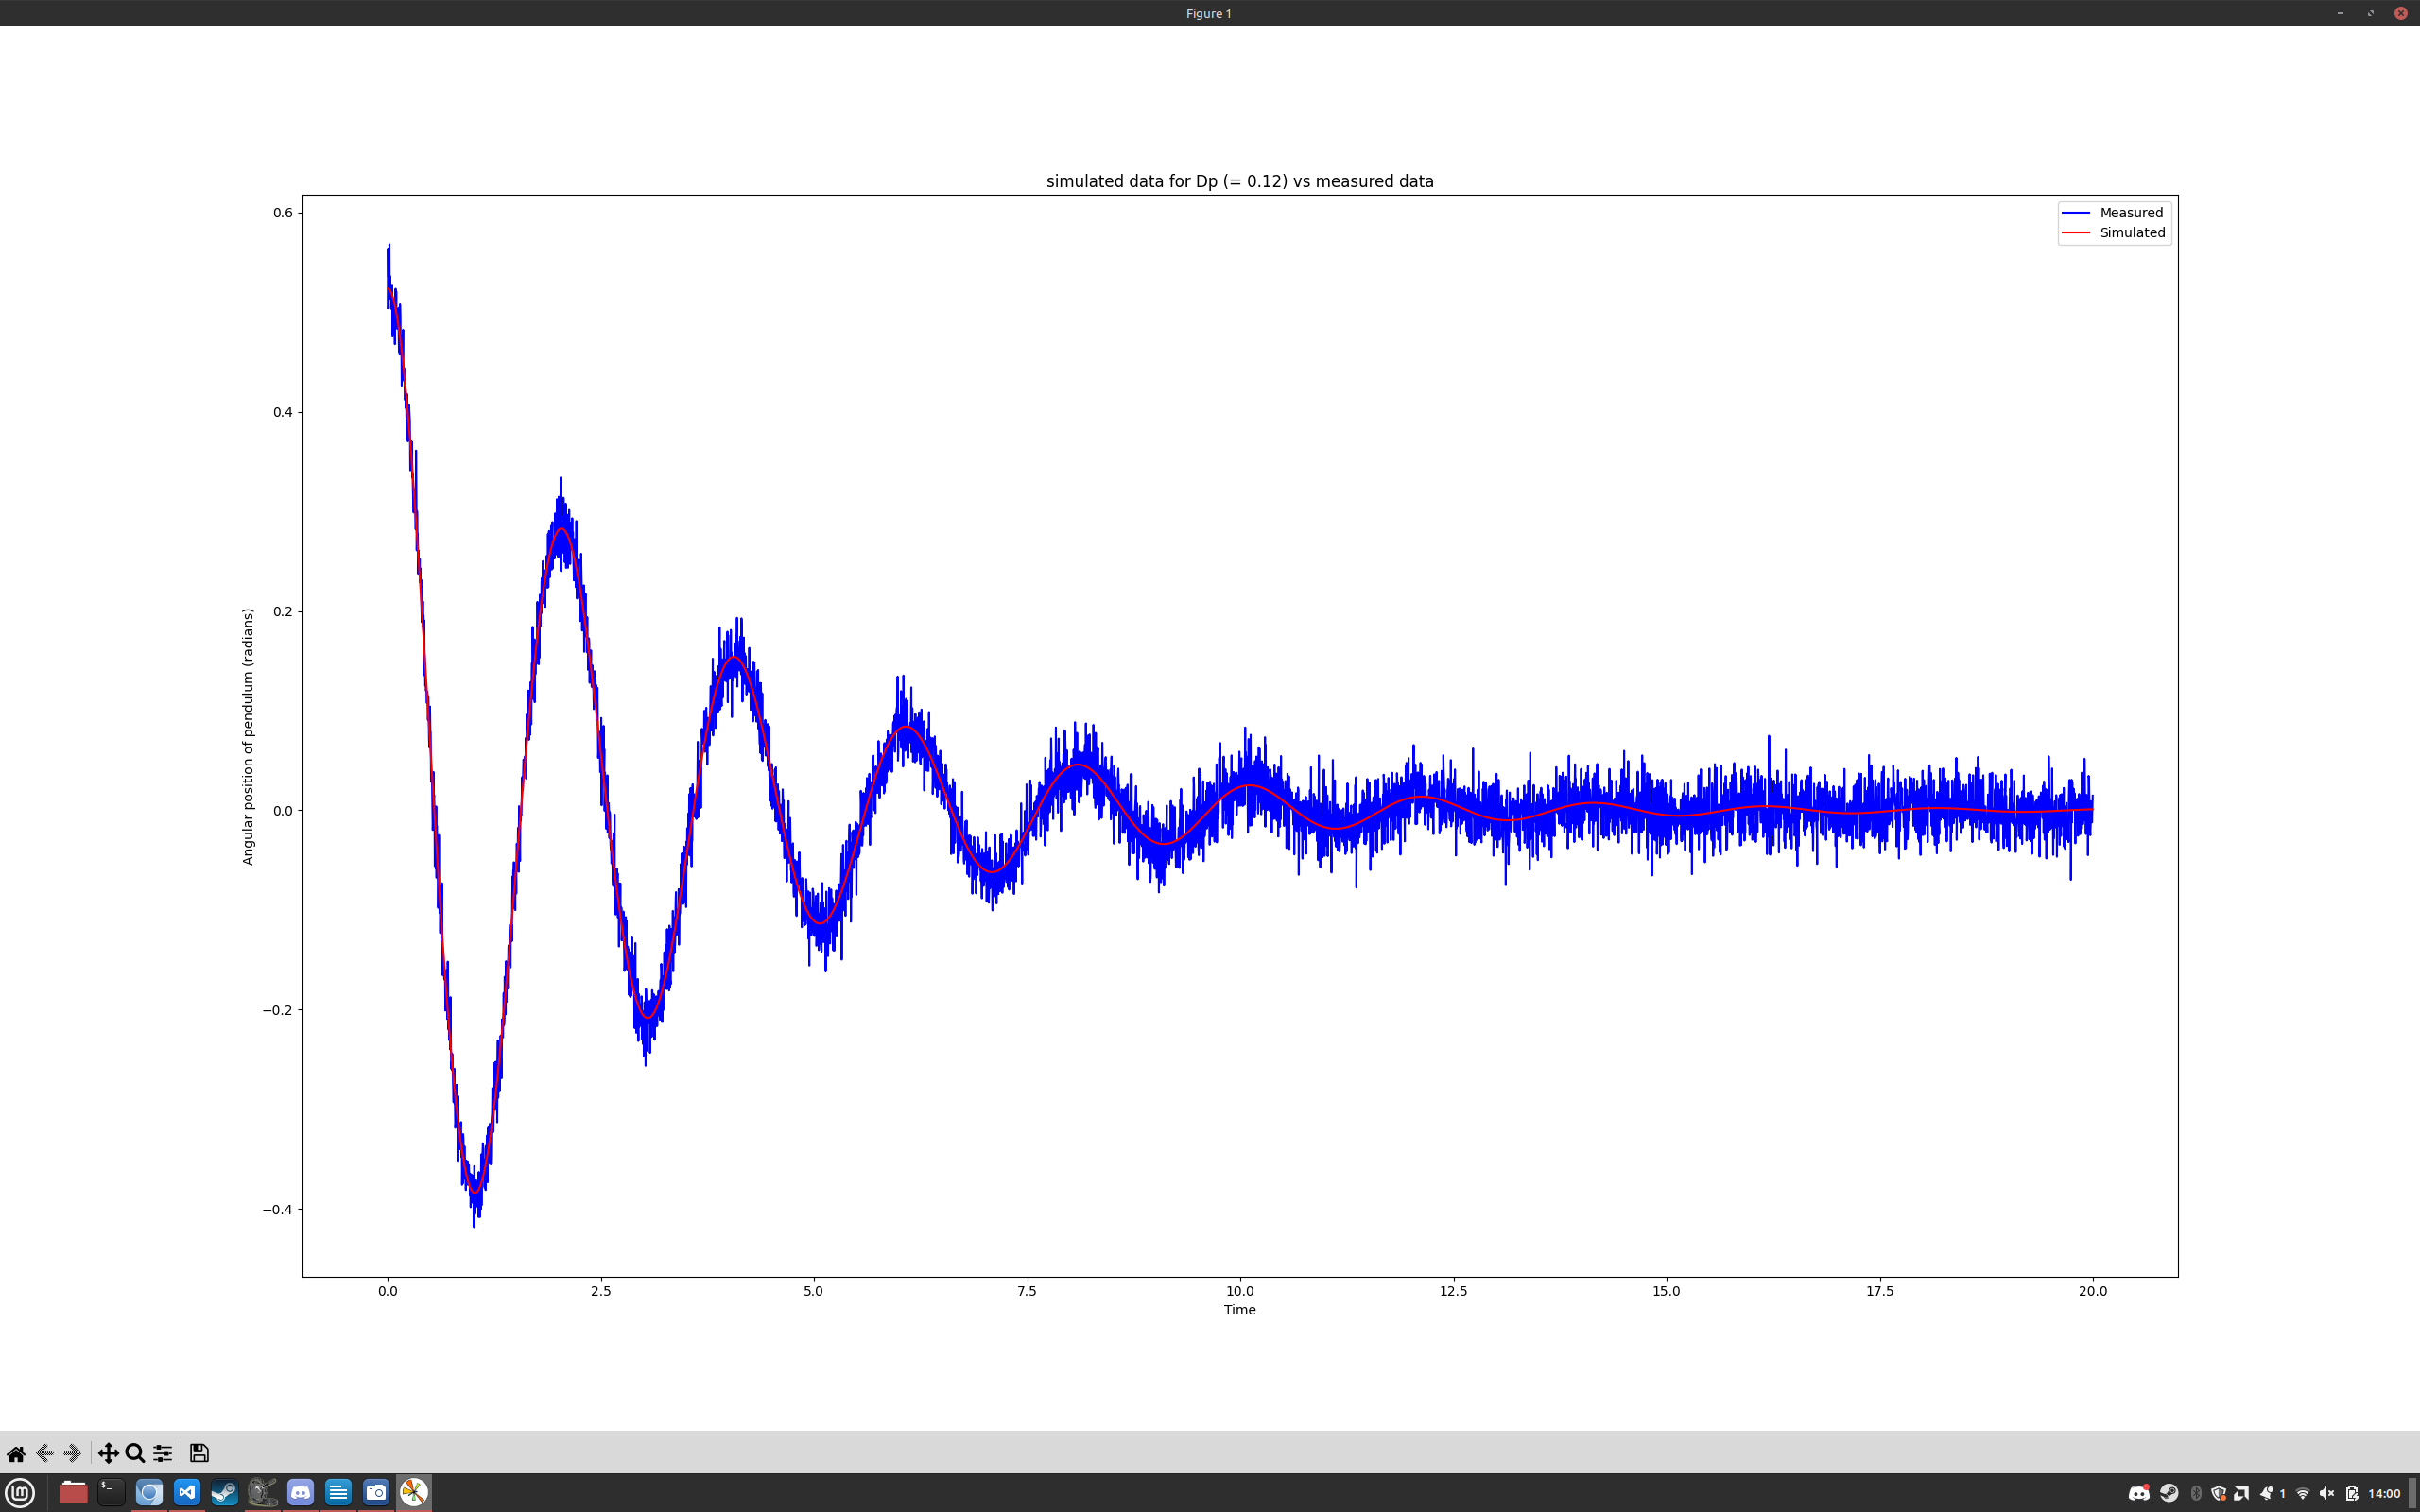 Figure 1
simulated data for Dp (= 0.12) vs measured data
Measured
Simulated
0.6
0.4
0.2
0.0
−0.2
−0.4
Angular position of pendulum (radians)
0.0 2.5 5.0 7.5 10.0 12.5 15.0 17.5 20.0
Time
1 14:00